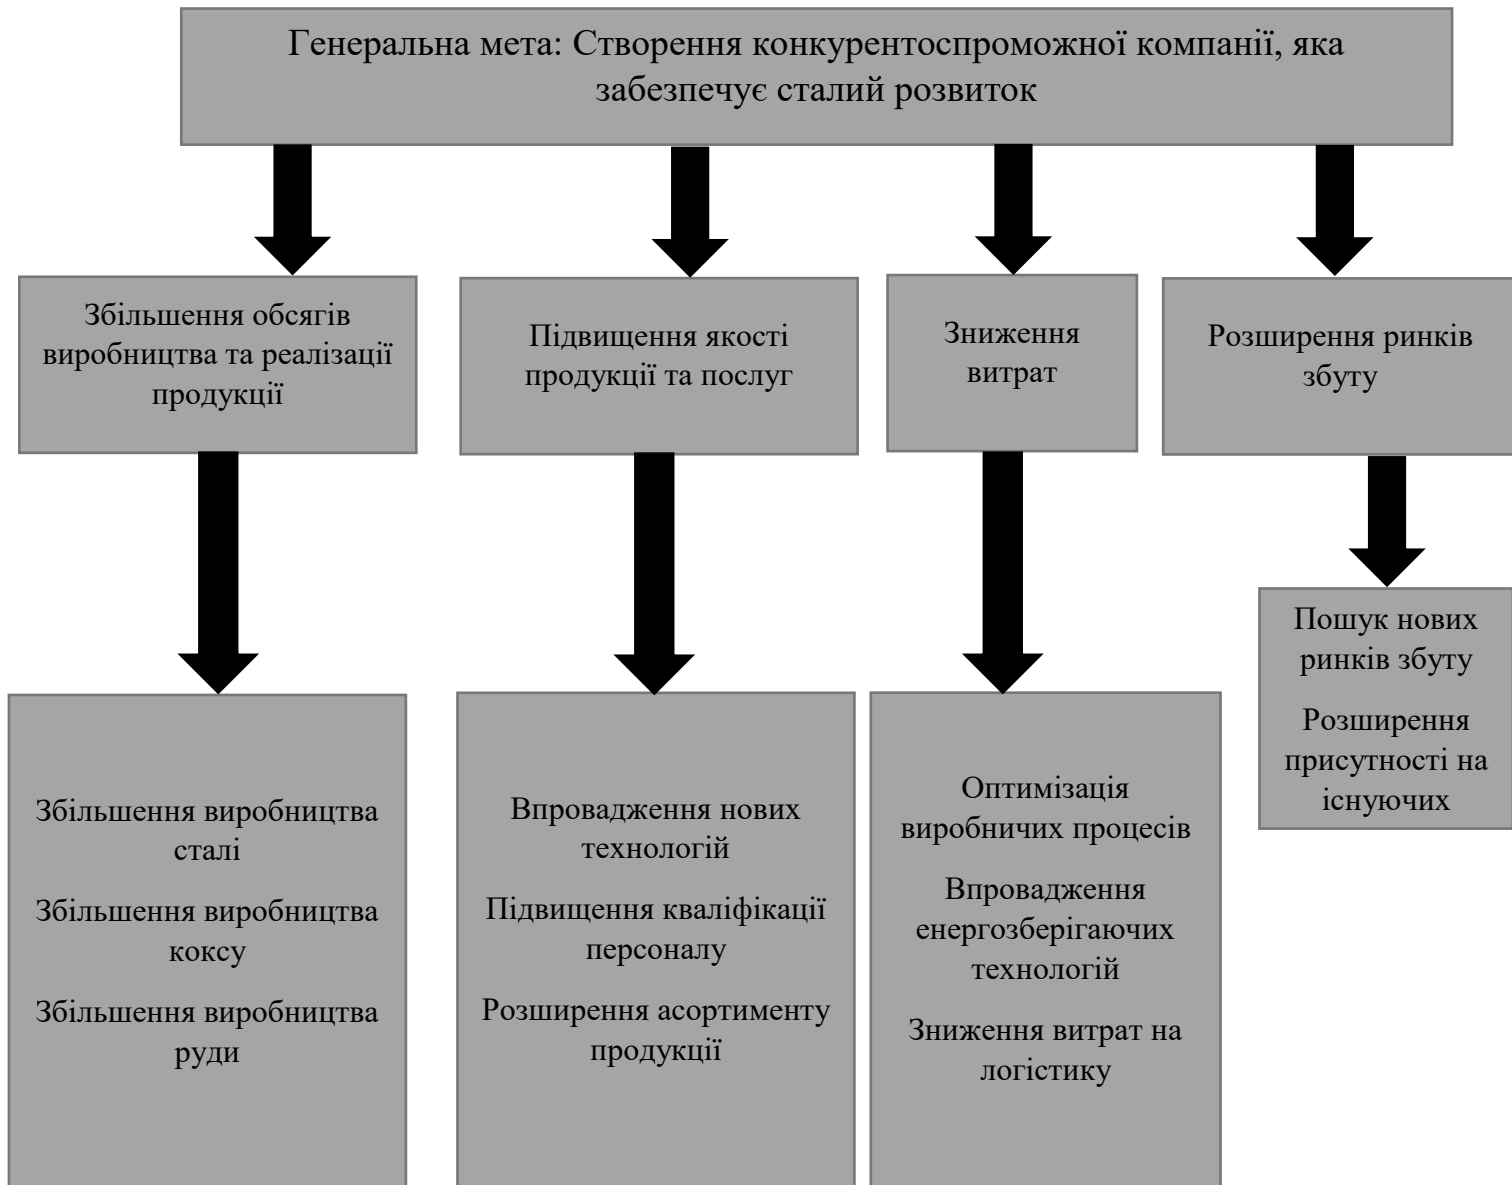 Генеральна мета: Створення конкурентоспроможної компанії, яка
забезпечує сталий розвиток
Збільшення обсягів
виробництва та реалізації
продукції
Підвищення якості
продукції та послуг
Зниження
витрат
Розширення ринків
збуту
Збільшення виробництва
сталі
Збільшення виробництва
коксу
Збільшення виробництва
руди
Впровадження нових
технологій
Підвищення кваліфікації
персоналу
Розширення асортименту
продукції
Оптимізація
виробничих процесів
Впровадження
енергозберігаючих
технологій
Зниження витрат на
логістику
Пошук нових
ринків збуту
Розширення
присутності на
існуючих